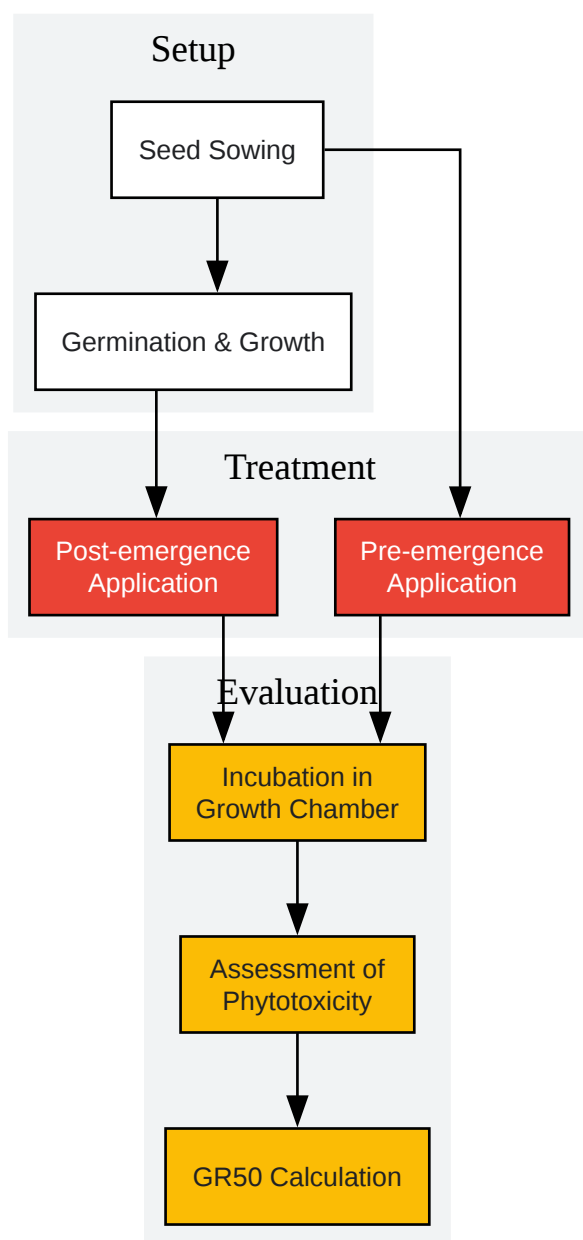 Setup
Seed Sowing
Germination & Growth
Treatment
Post-emergence
Application
Pre-emergence
Application
Evaluation
Incubation in
Growth Chamber
Assessment of
Phytotoxicity
GR50 Calculation